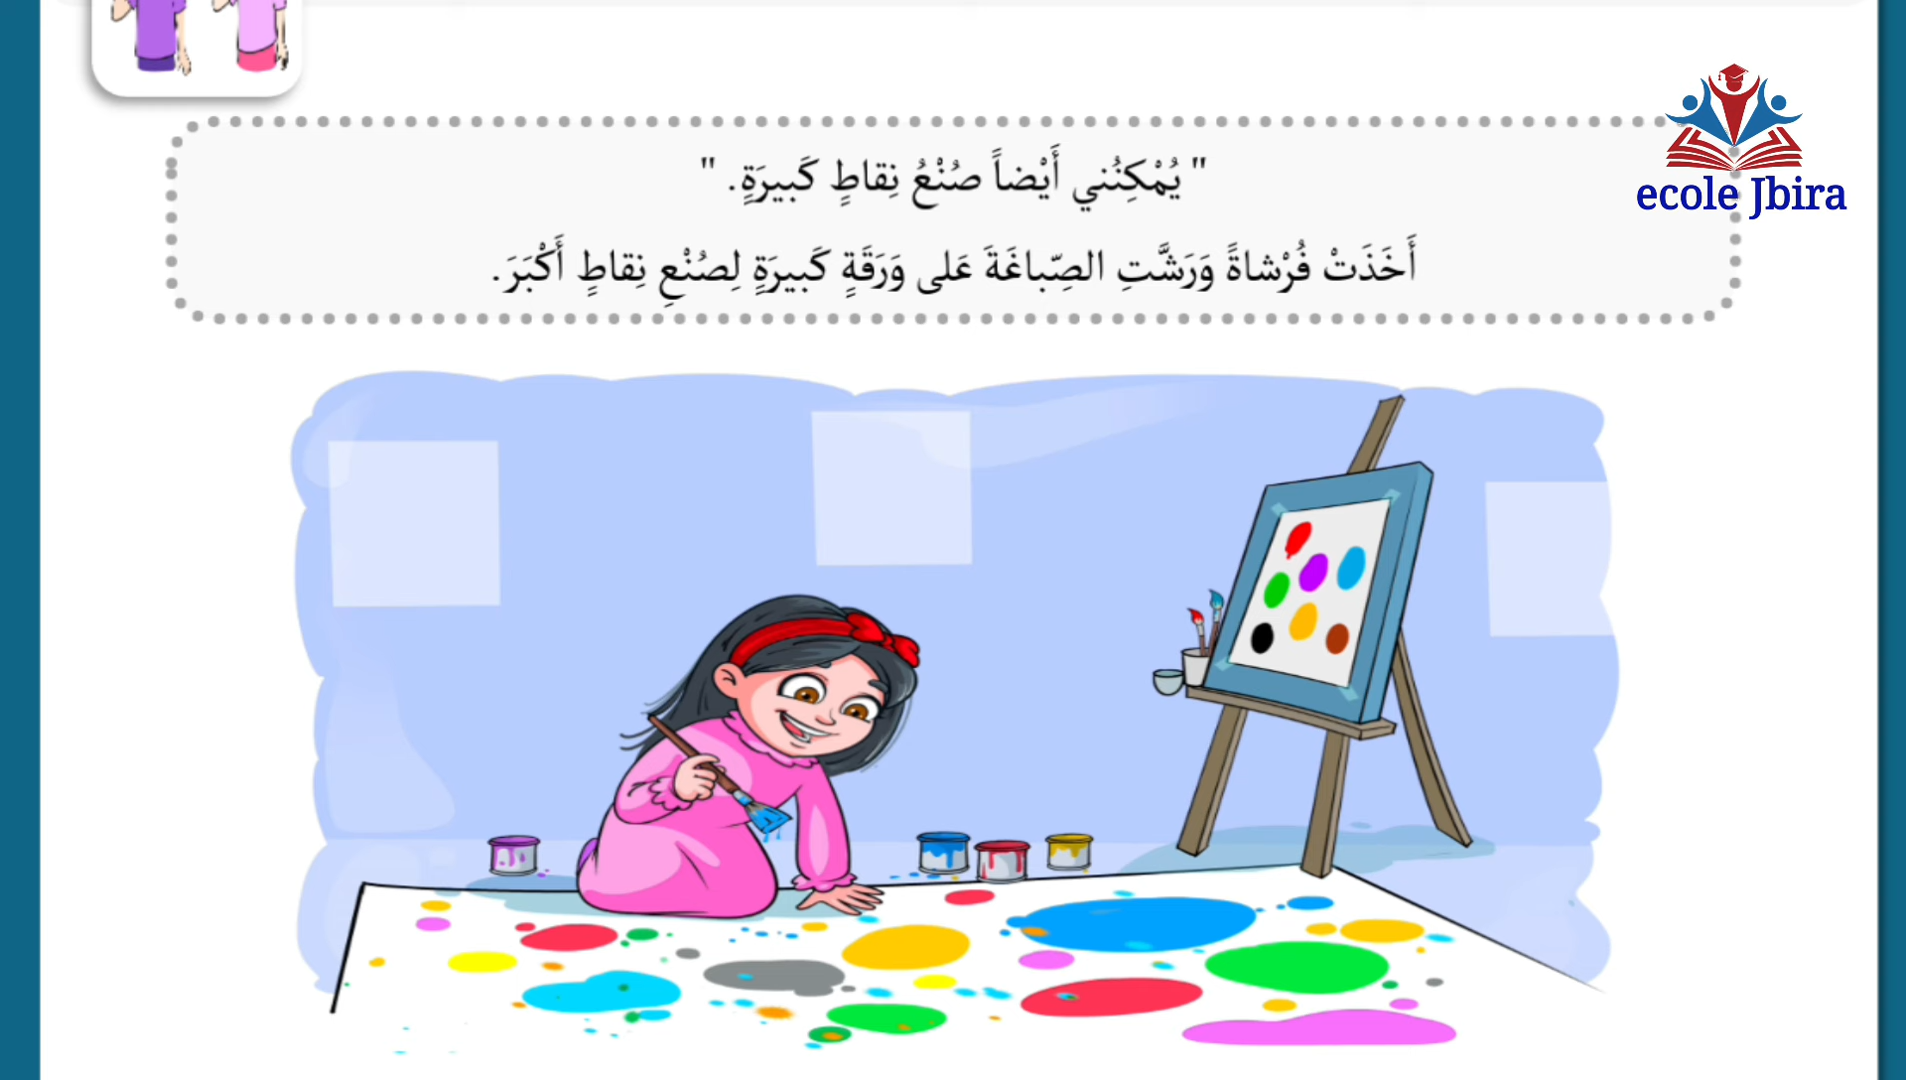 " يُمْكِنُني أَيْضاً صُنْعُ نِقاطٍ كَبيرَةٍ. "
أَخَذَتْ فُرْشاةً وَرَشَّتِ الصِّباغَةَ عَلى وَرَقَةٍ كَبيرَةٍ لِصُنْعِ نِقاطٍ أَكْبَرَ.
ecole Jbira